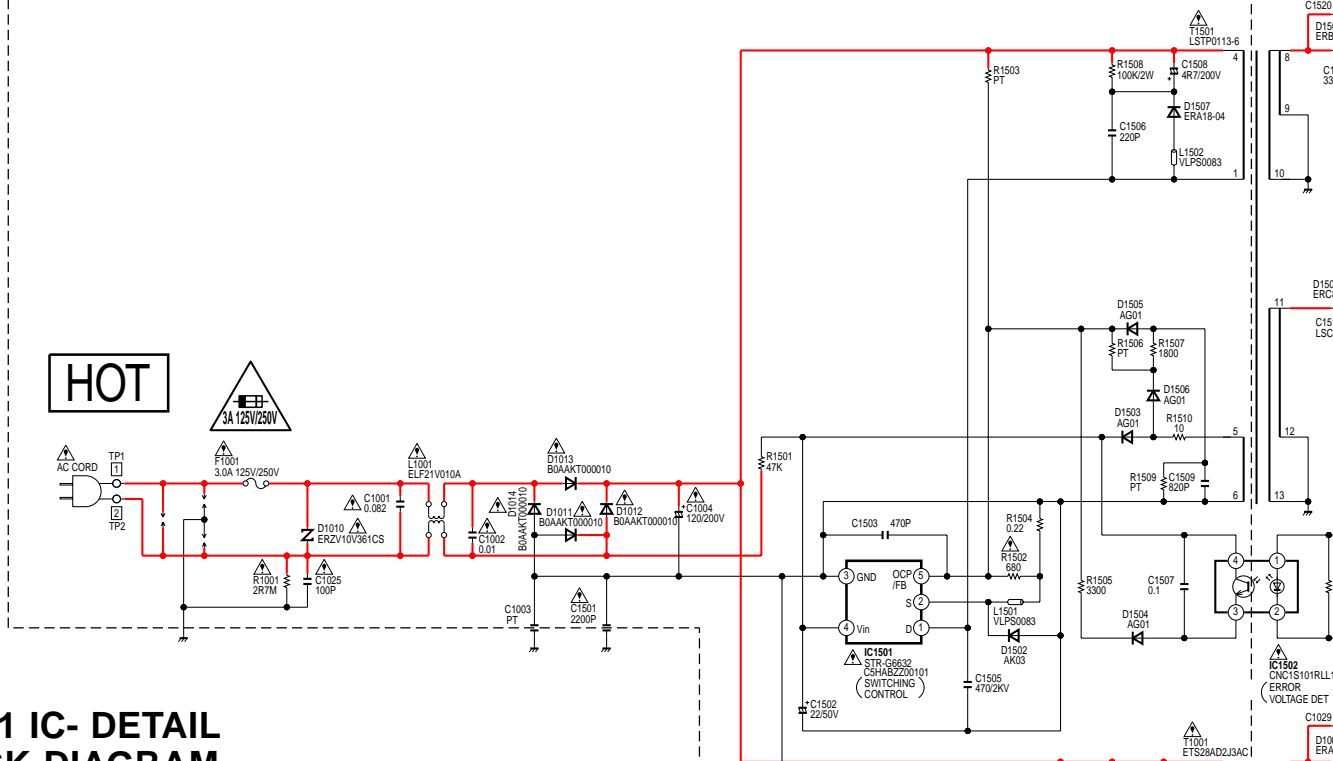 C1520
D150
ERB
T1501
LSTP0113-6
4
8
R1503
PT
R1508
100K/2W
+
C1508
4R7/200V
C1
33
D1507
ERA18-04
9
C1506
220P
L1502
VLPS0083
1
10
D150
ERC
11
D1505
AG01
C151
LSC
R1506
PT
R1507
1800
HOT
3A 125V/250V
D1506
AG01
D1503
AG01
R1510
10
5
12
AC CORD
TP1
1
2
TP2
F1001
3.0A 125V/250V
L1001
ELF21V010A
D1013
B0AAKT000010
R1501
47K
R1509
PT
C1509
820P
6
13
C1001
0.082
D1010
ERZV10V361CS
C1002
0.01
D1014
B0AAKT000010
D1011
B0AAKT000010
D1012
B0AAKT000010
+
C1004
120/200V
C1503 470P
R1504
0.22
R1502
680
R1001
2R7M
C1025
100P
C1003
PT
C1501
2200P
3 GND
OCP
/FB 5
S 2
4 Vin
D 1
L1501
VLPS0083
D1502
AK03
R1505
3300
C1507
0.1
D1504
AG01
4
1
3
2
IC1501
STR-G6632
C5HABZZ00101
( SWITCHING
CONTROL )
IC1502
CNC1S101RLL1
( ERROR
VOLTAGE DET
+
C1502
22/50V
C1505
470/2KV
C1029
1 IC- DETAIL
CK DIAGRAM
T1001
ETS28AD2J3AC
D100
ERA